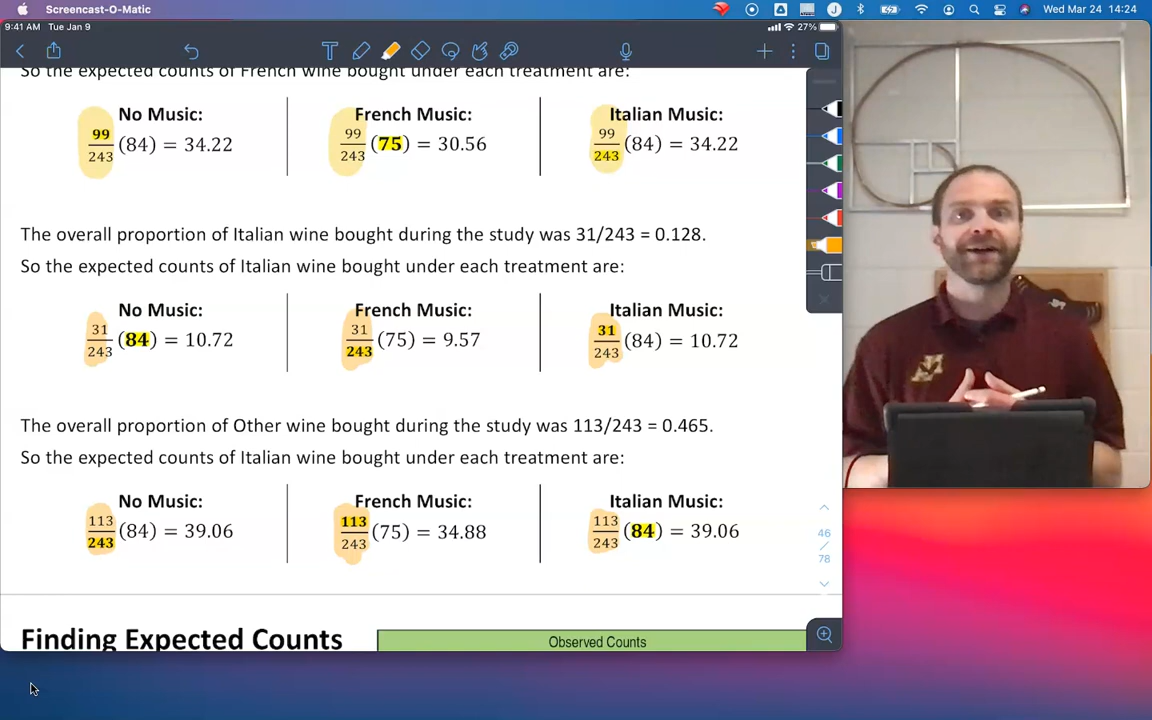 Screencast-O-Matic
Wed Mar 24 14:24
9:41 AM Tue Jan 9
27%
So the expected counts of French wine bought under each treatment are:
No Music: French Music: Italian Music:
99/243 (84) = 34.22 99/243 (75) = 30.56 99/243 (84) = 34.22
The overall proportion of Italian wine bought during the study was 31/243 = 0.128.
So the expected counts of Italian wine bought under each treatment are:
No Music: French Music: Italian Music:
31/243 (84) = 10.72 31/243 (75) = 9.57 31/243 (84) = 10.72
The overall proportion of Other wine bought during the study was 113/243 = 0.465.
So the expected counts of Italian wine bought under each treatment are:
No Music: French Music: Italian Music:
113/243 (84) = 39.06 113/243 (75) = 34.88 113/243 (84) = 39.06
46 / 78
Finding Expected Counts
Observed Counts